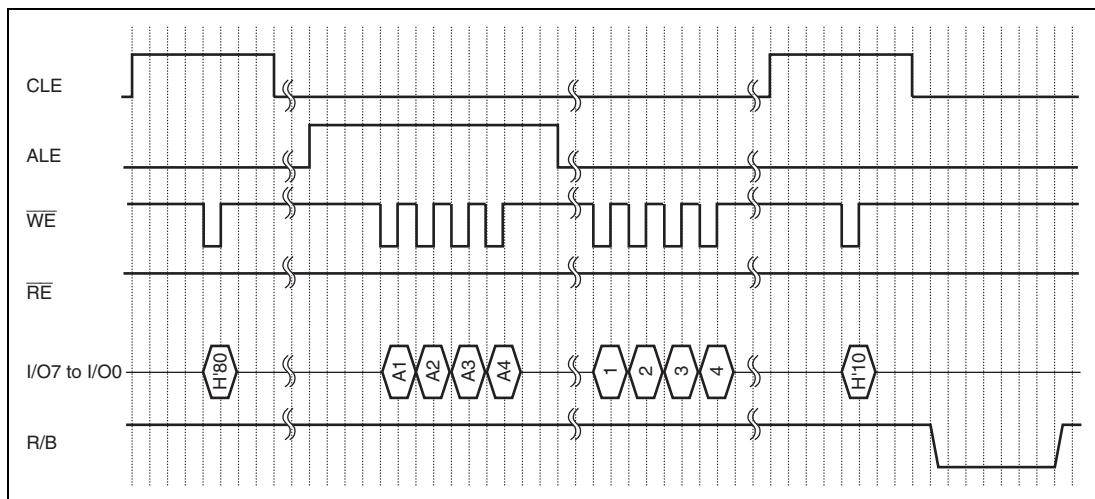 CLE
ALE
WE
RE
I/O7 to I/O0 H'80 A1 A2 A3 A4 1 2 3 4 H'10
R/B